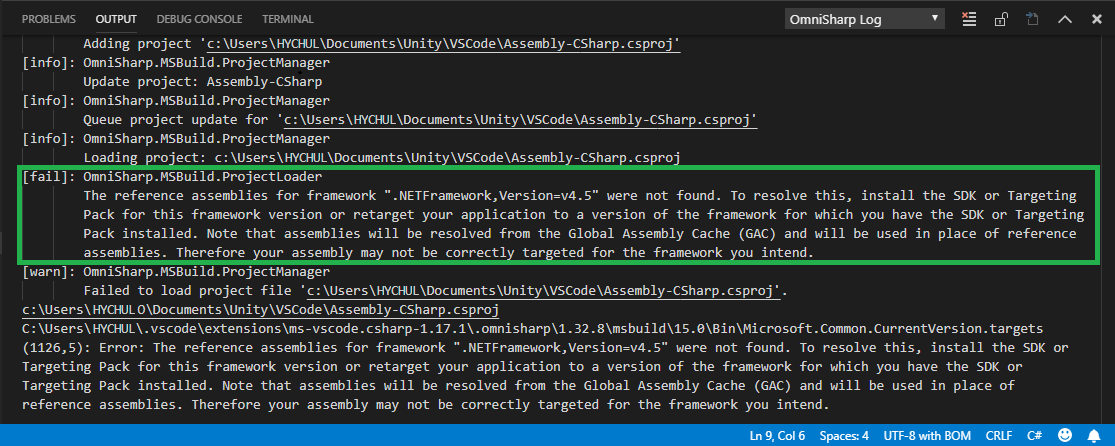 PROBLEMS OUTPUT DEBUG CONSOLE TERMINAL OmniSharp Log
Adding project 'c:\Users\HYCHUL\Documents\Unity\VSCode\Assembly-CSharp.csproj'
[info]: OmniSharp.MSBuild.ProjectManager
Update project: Assembly-CSharp
[info]: OmniSharp.MSBuild.ProjectManager
Queue project update for 'c:\Users\HYCHUL\Documents\Unity\VSCode\Assembly-CSharp.csproj'
[info]: OmniSharp.MSBuild.ProjectManager
Loading project: c:\Users\HYCHUL\Documents\Unity\VSCode\Assembly-CSharp.csproj
[fail]: OmniSharp.MSBuild.ProjectLoader
The reference assemblies for framework ".NETFramework,Version=v4.5" were not found. To resolve this, install the SDK or Targeting
Pack for this framework version or retarget your application to a version of the framework for which you have the SDK or Targeting
Pack installed. Note that assemblies will be resolved from the Global Assembly Cache (GAC) and will be used in place of reference
assemblies. Therefore your assembly may not be correctly targeted for the framework you intend.
[warn]: OmniSharp.MSBuild.ProjectManager
Failed to load project file 'c:\Users\HYCHUL\Documents\Unity\VSCode\Assembly-CSharp.csproj'.
c:\Users\HYCHULO\Documents\Unity\VSCode\Assembly-CSharp.csproj
C:\Users\HYCHUL\.vscode\extensions\ms-vscode.csharp-1.17.1\.omnisharp\1.32.8\msbuild\15.0\Bin\Microsoft.Common.CurrentVersion.targets
(1126,5): Error: The reference assemblies for framework ".NETFramework,Version=v4.5" were not found. To resolve this, install the SDK or
Targeting Pack for this framework version or retarget your application to a version of the framework for which you have the SDK or
Targeting Pack installed. Note that assemblies will be resolved from the Global Assembly Cache (GAC) and will be used in place of
reference assemblies. Therefore your assembly may not be correctly targeted for the framework you intend.
Ln 9, Col 6 Spaces: 4 UTF-8 with BOM CRLF C#